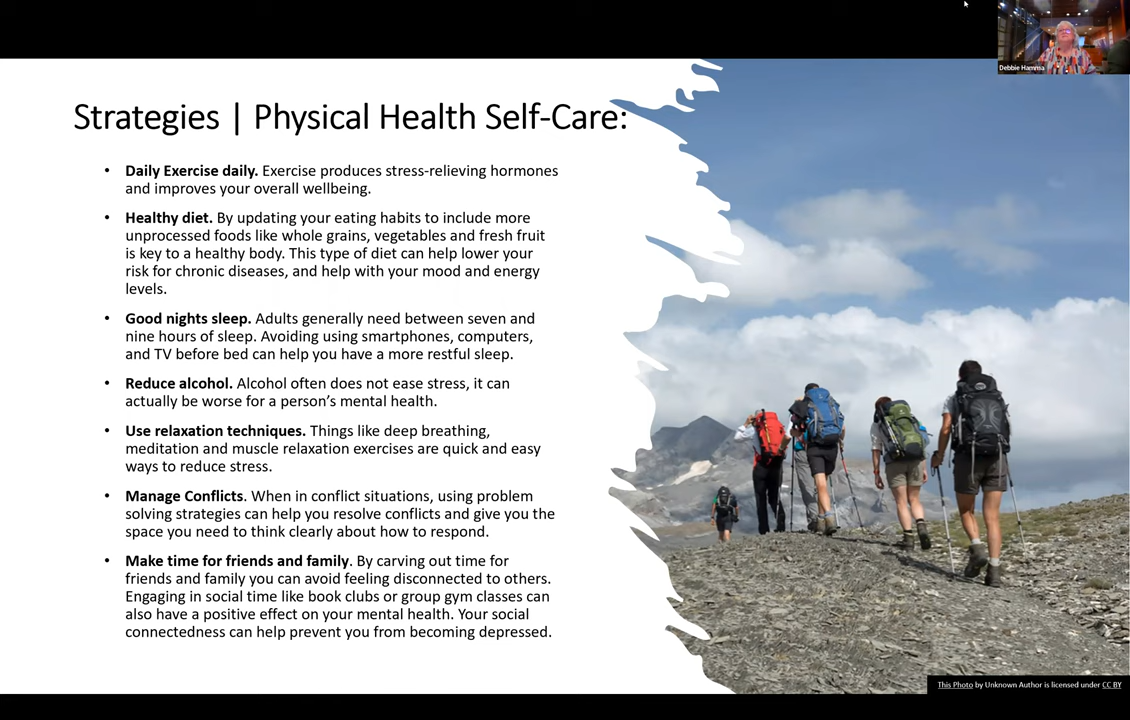 Debbie Hamma
Strategies | Physical Health Self-Care:
• Daily Exercise daily. Exercise produces stress-relieving hormones
and improves your overall wellbeing.
• Healthy diet. By updating your eating habits to include more
unprocessed foods like whole grains, vegetables and fresh fruit
is key to a healthy body. This type of diet can help lower your
risk for chronic diseases, and help with your mood and energy
levels.
• Good nights sleep. Adults generally need between seven and
nine hours of sleep. Avoiding using smartphones, computers,
and TV before bed can help you have a more restful sleep.
• Reduce alcohol. Alcohol often does not ease stress, it can
actually be worse for a person’s mental health.
• Use relaxation techniques. Things like deep breathing,
meditation and muscle relaxation exercises are quick and easy
ways to reduce stress.
• Manage Conflicts. When in conflict situations, using problem
solving strategies can help you resolve conflicts and give you the
space you need to think clearly about how to respond.
• Make time for friends and family. By carving out time for
friends and family you can avoid feeling disconnected to others.
Engaging in social time like book clubs or group gym classes can
also have a positive effect on your mental health. Your social
connectedness can help prevent you from becoming depressed.
This Photo by Unknown Author is licensed under CC BY